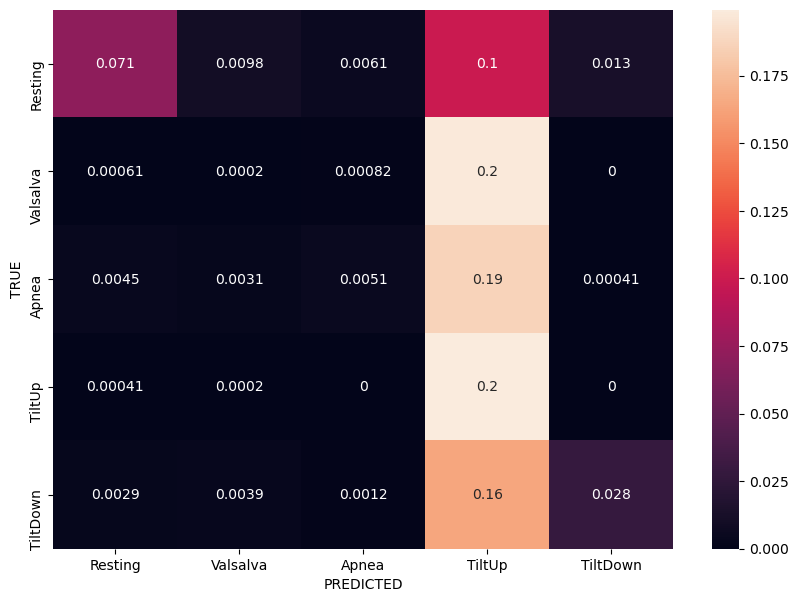 Resting 0.071 0.0098 0.0061 0.1 0.013
Valsalva 0.00061 0.0002 0.00082 0.2 0
Apnea 0.0045 0.0031 0.0051 0.19 0.00041
TiltUp 0.00041 0.0002 0 0.2 0
TiltDown 0.0029 0.0039 0.0012 0.16 0.028
TRUE
Resting Valsalva Apnea TiltUp TiltDown
PREDICTED
0.175
0.150
0.125
0.100
0.075
0.050
0.025
0.000